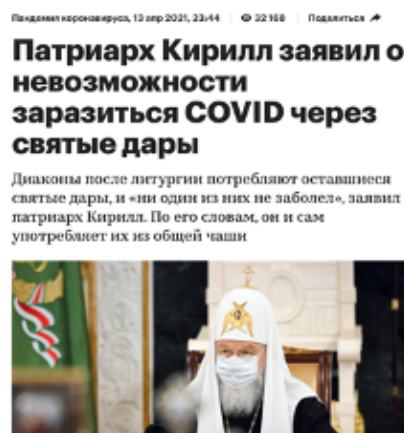 Пандемия коронавируса, 13 апр 2021, 23:44 32 168 Поделиться
Патриарх Кирилл заявил о
невозможности
заразиться COVID через
святые дары
Диаконы после литургии потребляют оставшиеся
святые дары, и «ни один из них не заболел», заявил
патриарх Кирилл. По его словам, он и сам
употребляет их из общей чаши